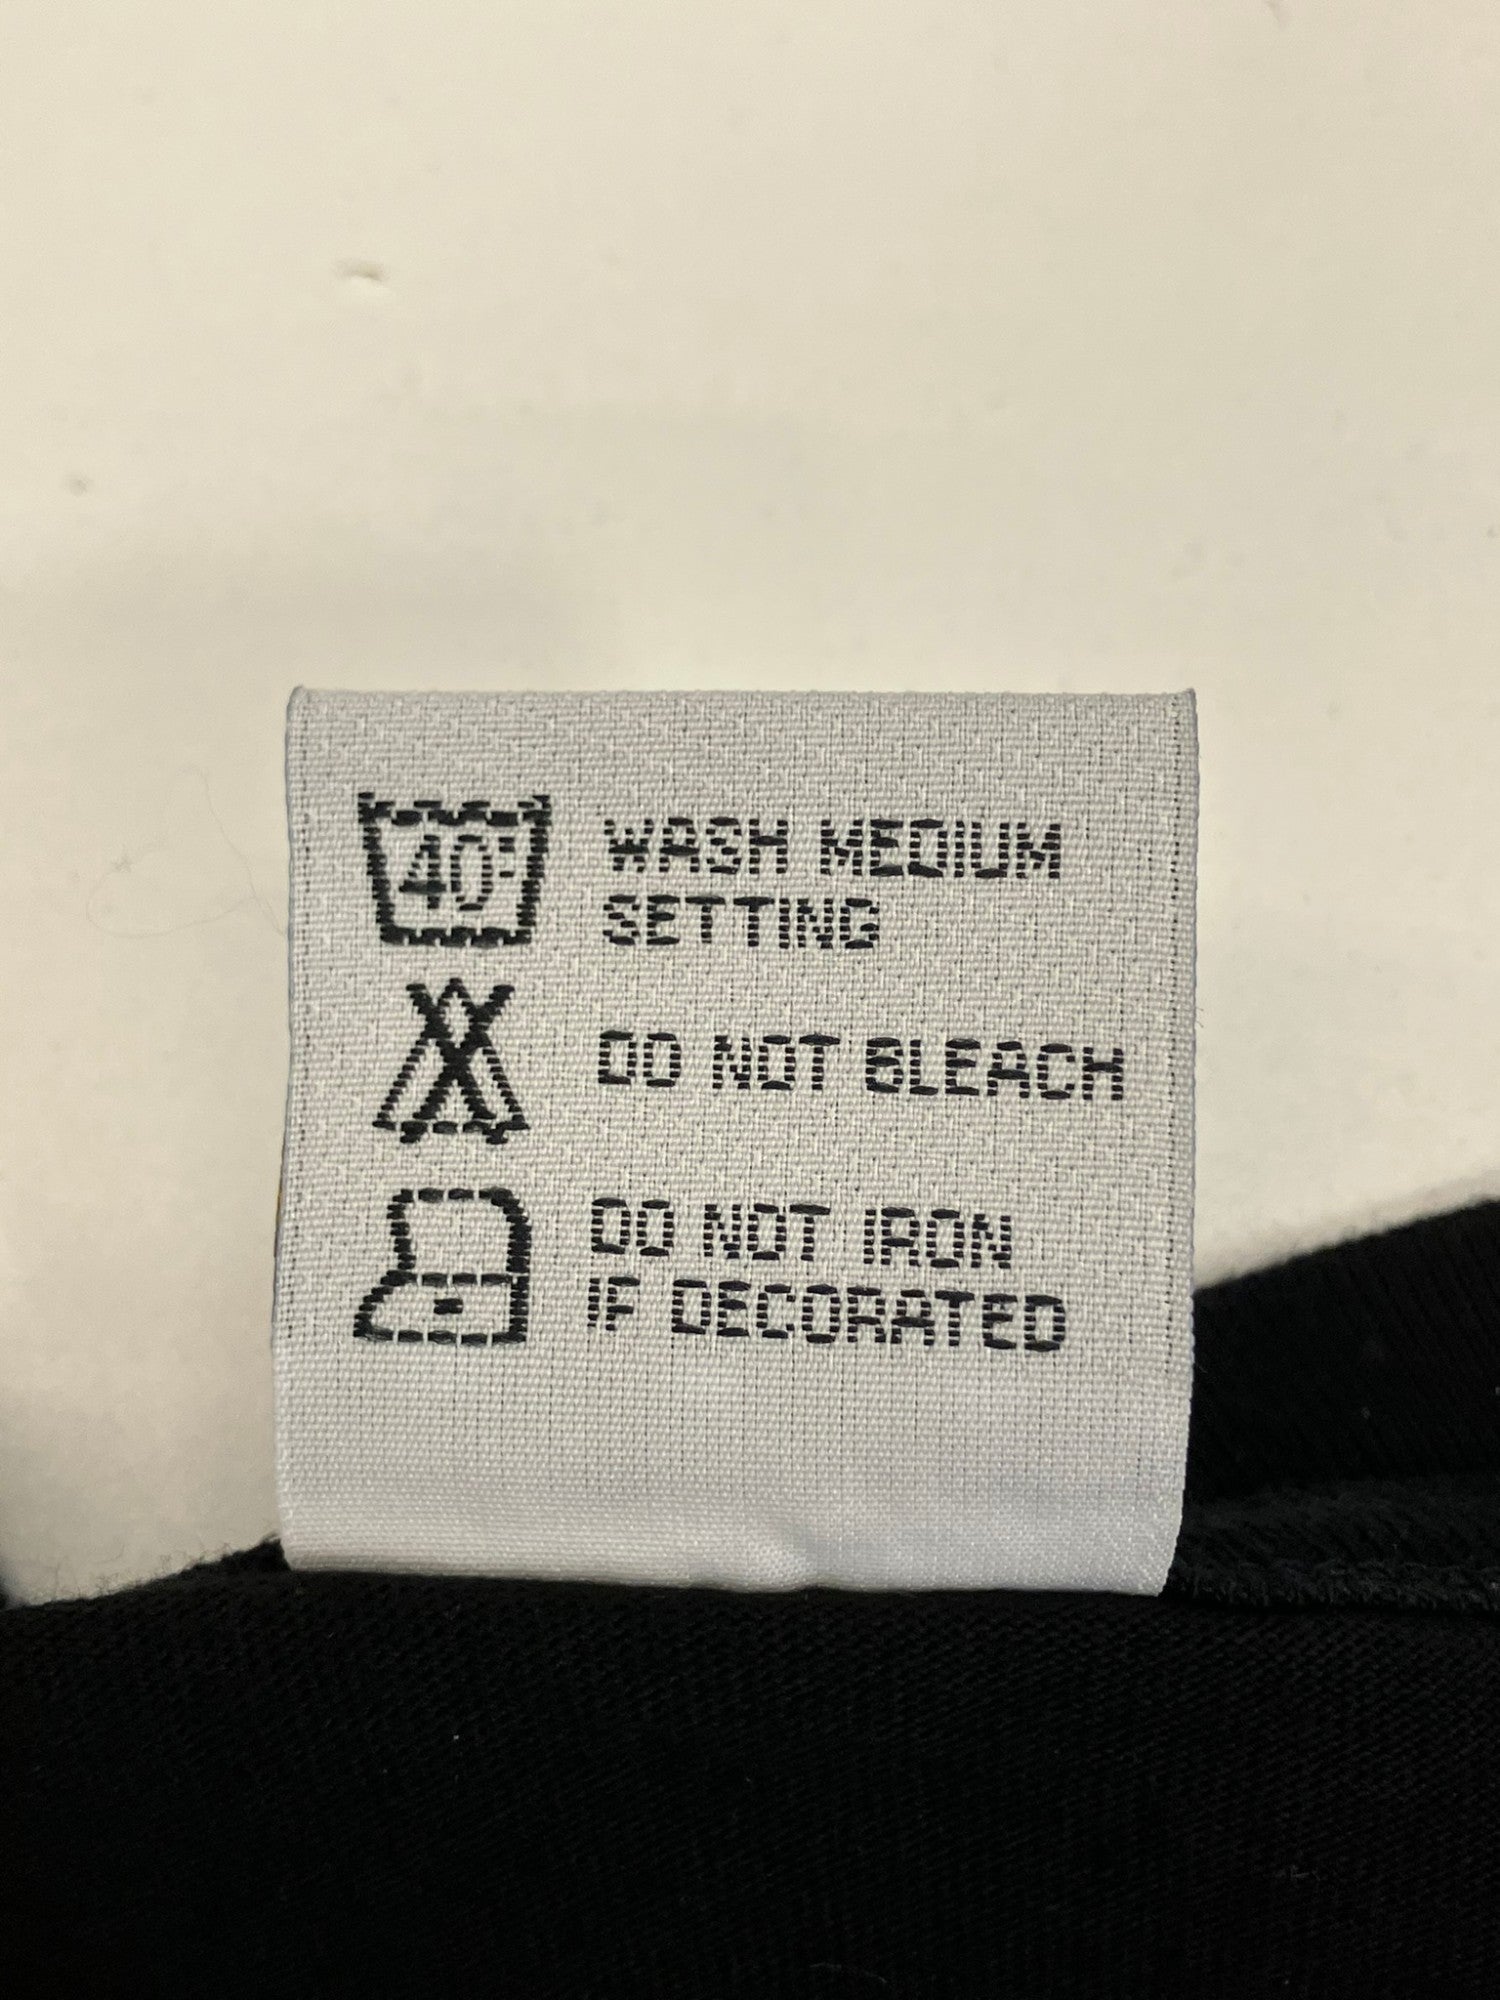 40°
WASH MEDIUM
SETTING
DO NOT BLEACH
DO NOT IRON
IF DECORATED